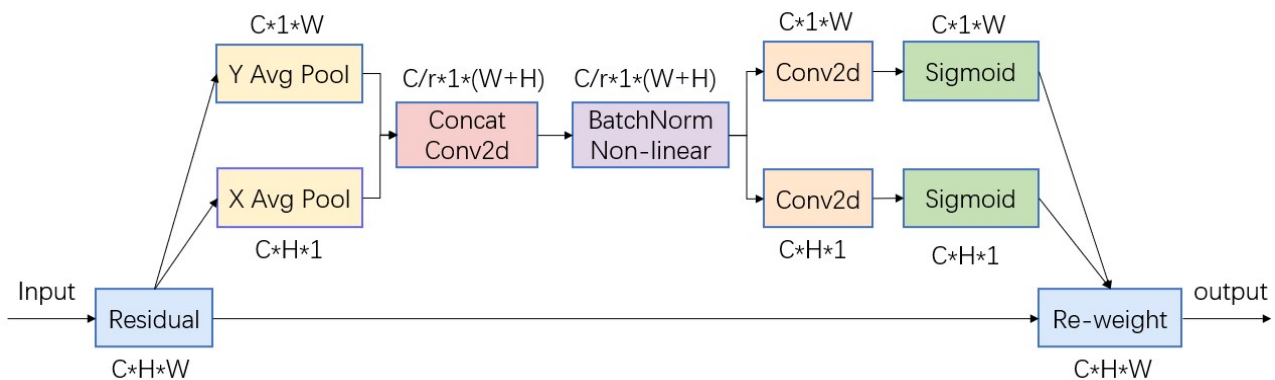 C*1*W
Y Avg Pool
X Avg Pool
C*H*1
C/r*1*(W+H)
Concat
Conv2d
C/r*1*(W+H)
BatchNorm
Non-linear
C*1*W
Conv2d
C*1*W
Sigmoid
Conv2d
C*H*1
Sigmoid
C*H*1
Input
Residual
C*H*W
Re-weight
C*H*W
output